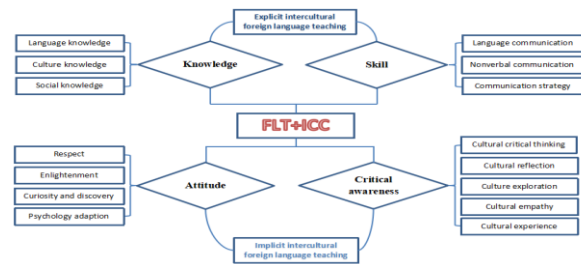 Explicit intercultural
foreign language teaching
Language knowledge
Culture knowledge
Social knowledge
Knowledge
Skill
Language communication
Nonverbal communication
Communication strategy
FLT+ICC
Respect
Enlightenment
Curiosity and discovery
Psychology adaption
Attitude
Critical
awareness
Cultural critical thinking
Cultural reflection
Culture exploration
Cultural empathy
Cultural experience
Implicit intercultural
foreign language teaching